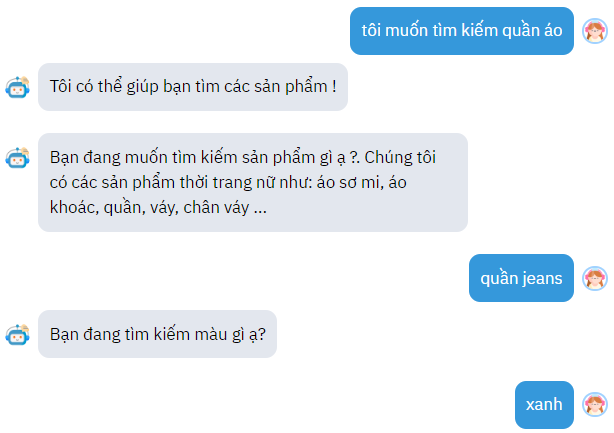 tôi muốn tìm kiếm quần áo
Tôi có thể giúp bạn tìm các sản phẩm !
Bạn đang muốn tìm kiếm sản phẩm gì ạ ?. Chúng tôi
có các sản phẩm thời trang nữ như: áo sơ mi, áo
khoác, quần, váy, chân váy ...
quần jeans
Bạn đang tìm kiếm màu gì ạ?
xanh